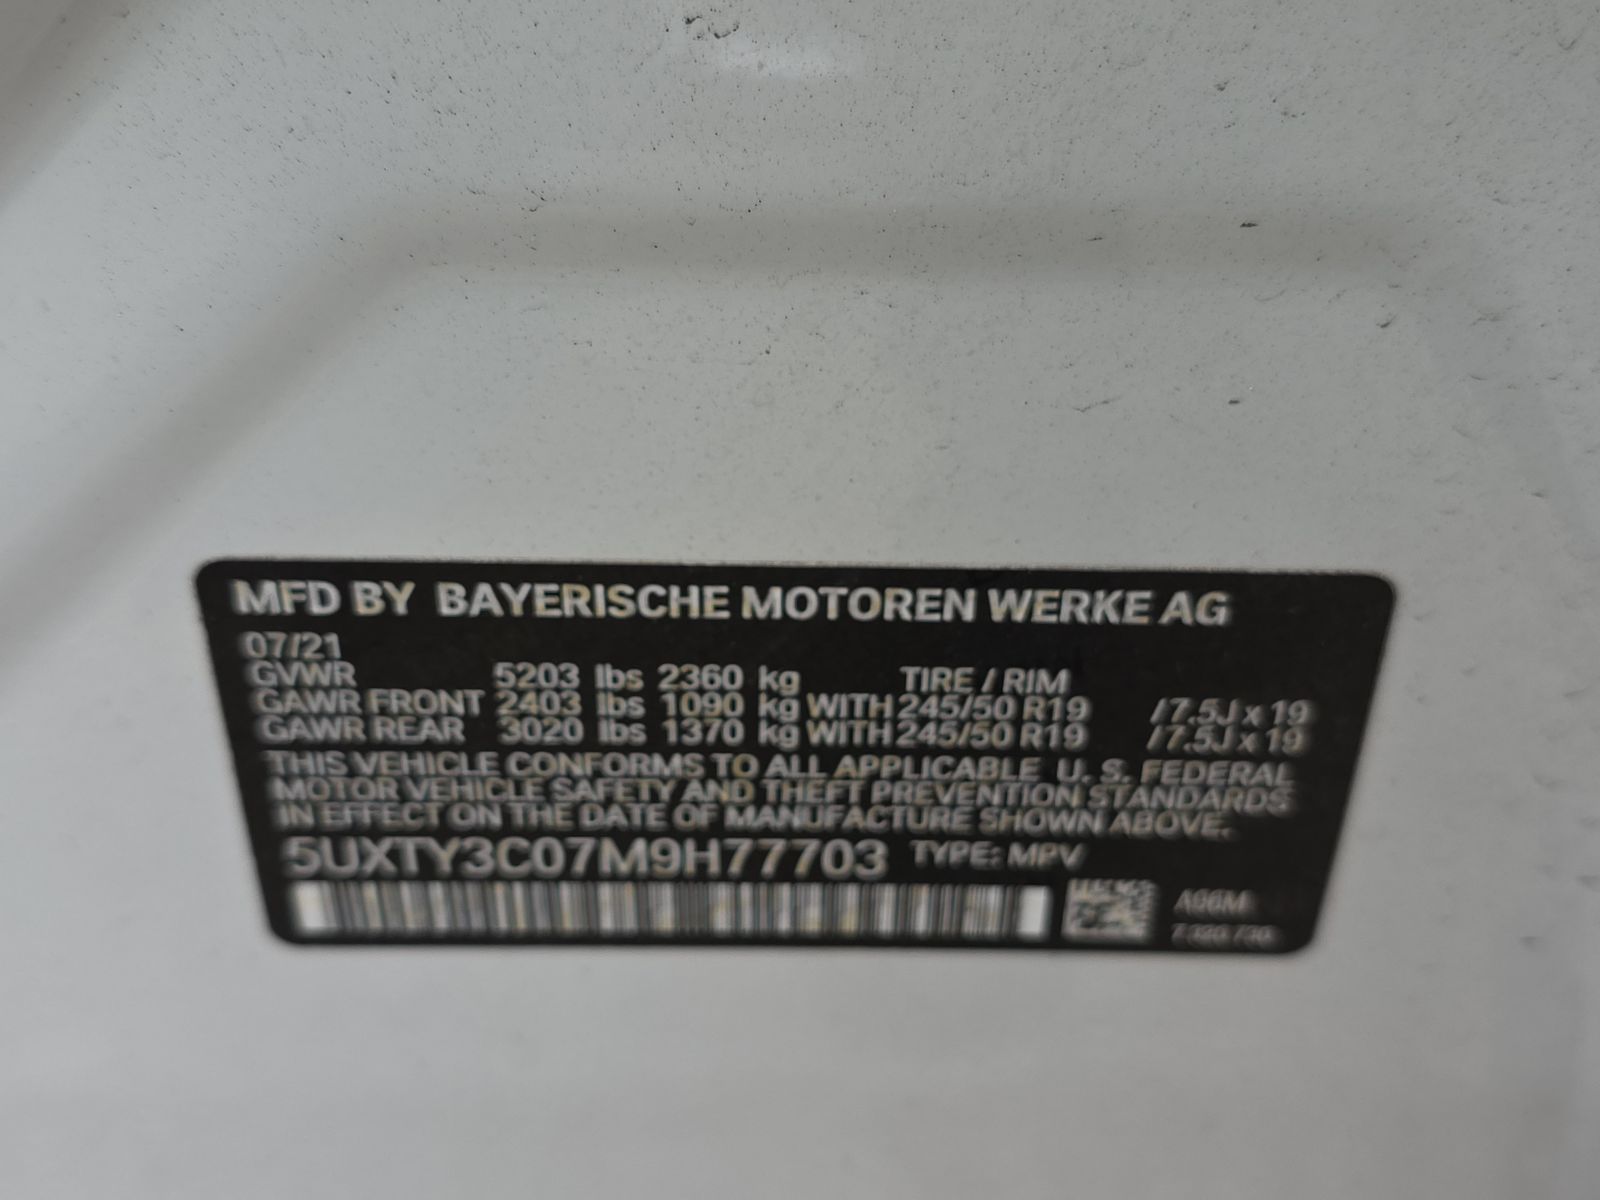 MFD BY BAYERISCHE MOTOREN WERKE AG
07/21
GVWR 5203 lbs 2360 kg TIRE / RIM
GAWR FRONT 2403 lbs 1090 kg WITH 245/50 R19 / 7.5J x 19
GAWR REAR 3020 lbs 1370 kg WITH 245/50 R19 / 7.5J x 19
THIS VEHICLE CONFORMS TO ALL APPLICABLE U. S. FEDERAL
MOTOR VEHICLE SAFETY AND THEFT PREVENTION STANDARDS
IN EFFECT ON THE DATE OF MANUFACTURE SHOWN ABOVE.
5UXTY3C07M9H77703 TYPE: MPV